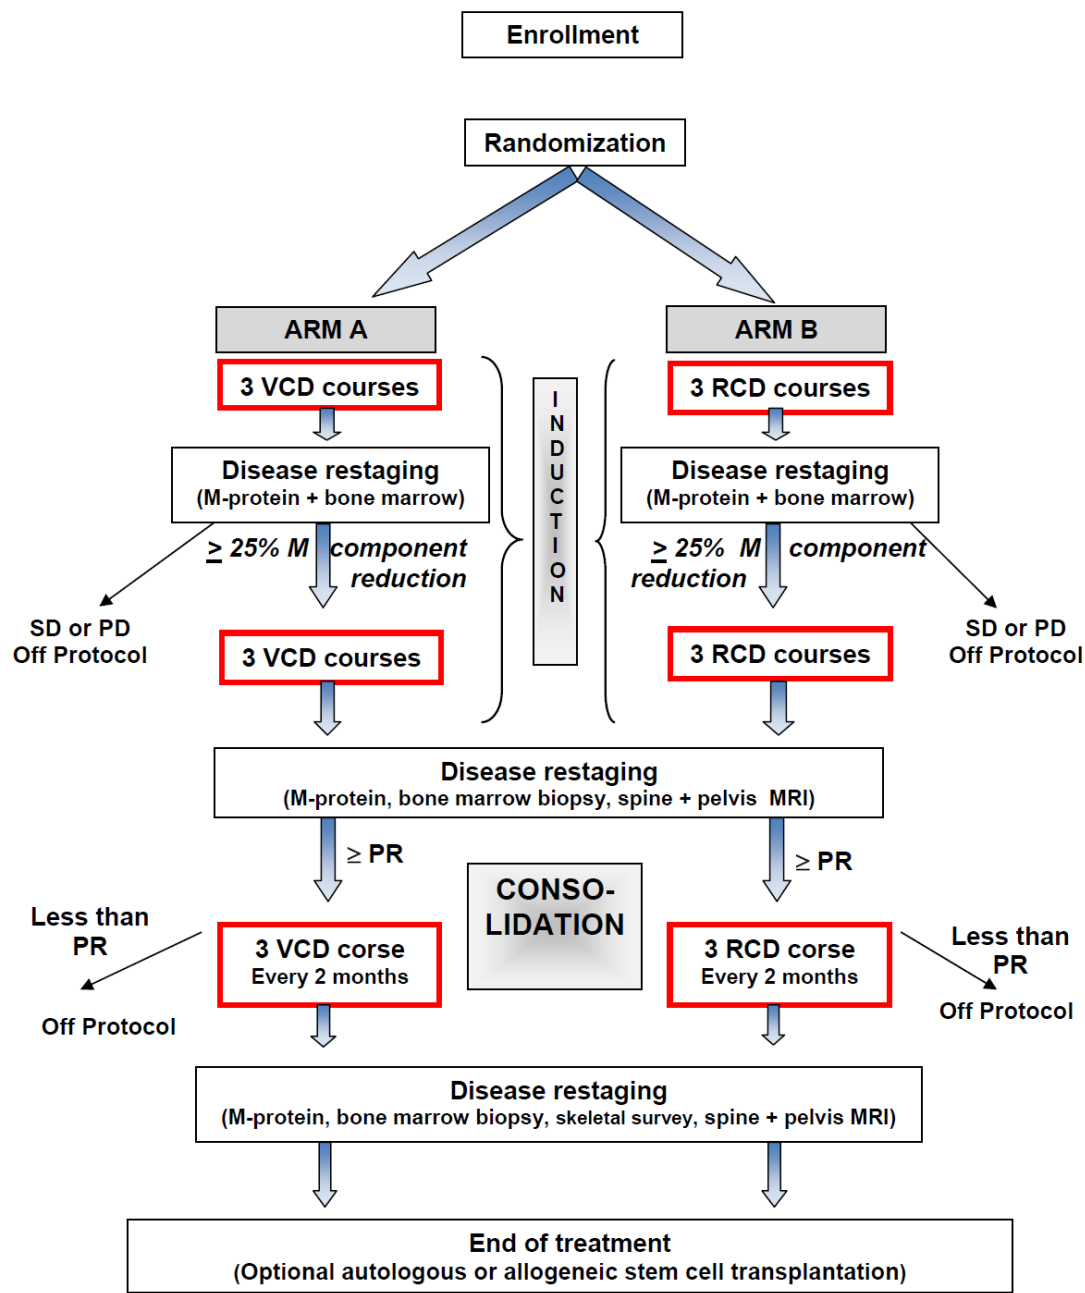 Enrollment
Randomization
ARM A
ARM B
3 VCD courses
3 RCD courses
INDUCTION
Disease restaging
(M-protein + bone marrow)
Disease restaging
(M-protein + bone marrow)
≥ 25% M component
reduction
≥ 25% M component
reduction
SD or PD
Off Protocol
SD or PD
Off Protocol
3 VCD courses
3 RCD courses
Disease restaging
(M-protein, bone marrow biopsy, spine + pelvis MRI)
≥ PR
≥ PR
CONSO-
LIDATION
Less than
PR
Off Protocol
3 VCD corse
Every 2 months
3 RCD corse
Every 2 months
Less than
PR
Off Protocol
Disease restaging
(M-protein, bone marrow biopsy, skeletal survey, spine + pelvis MRI)
End of treatment
(Optional autologous or allogeneic stem cell transplantation)